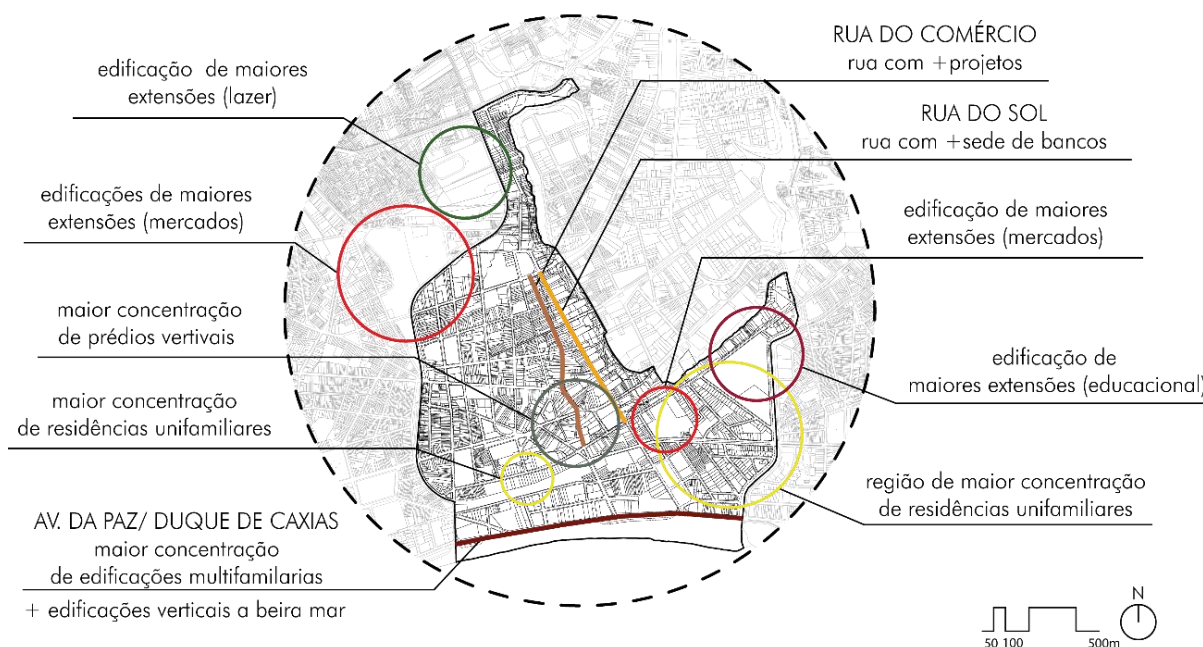 edificação de maiores
extensões (lazer)
edificações de maiores
extensões (mercados)
maior concentração
de prédios vertivais
maior concentração
de residências unifamiliares
AV. DA PAZ/ DUQUE DE CAXIAS
maior concentração
de edificações multifamilarias
+ edificações verticais a beira mar
RUA DO COMÉRCIO
rua com +projetos
RUA DO SOL
rua com +sede de bancos
edificação de maiores
extensões (mercados)
edificação de
maiores extensões (educacional)
região de maior concentração
de residências unifamiliares
N
50 100 500m